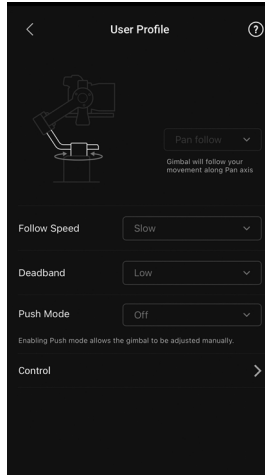 User Profile
?
Pan follow
Gimbal will follow your
movement along Pan axis
Follow Speed
Slow
Deadband
Low
Push Mode
Off
Enabling Push mode allows the gimbal to be adjusted manually.
Control